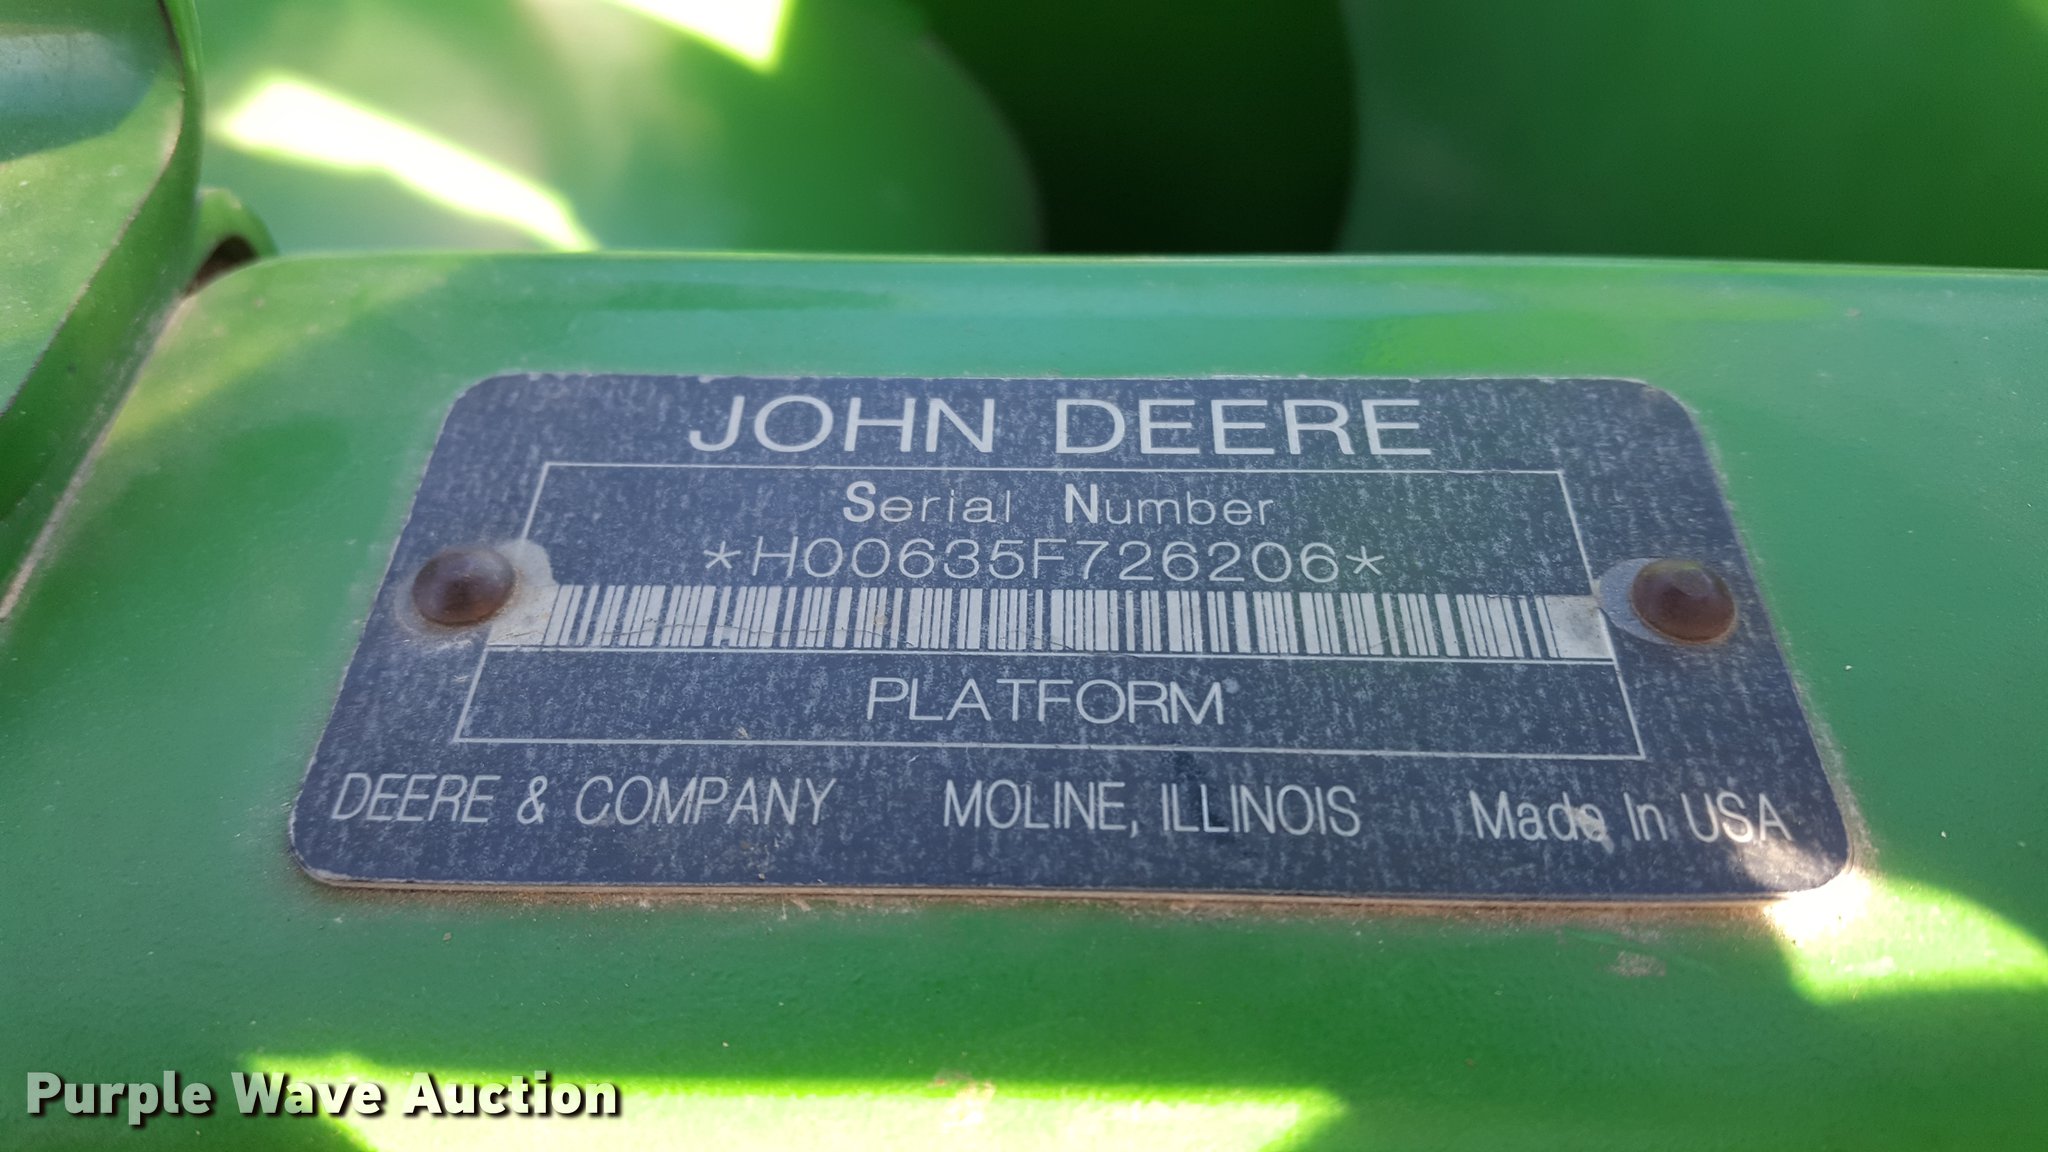 JOHN DEERE
Serial Number
*H00635F726206*
PLATFORM
DEERE & COMPANY MOLINE, ILLINOIS Made In USA
Purple Wave Auction